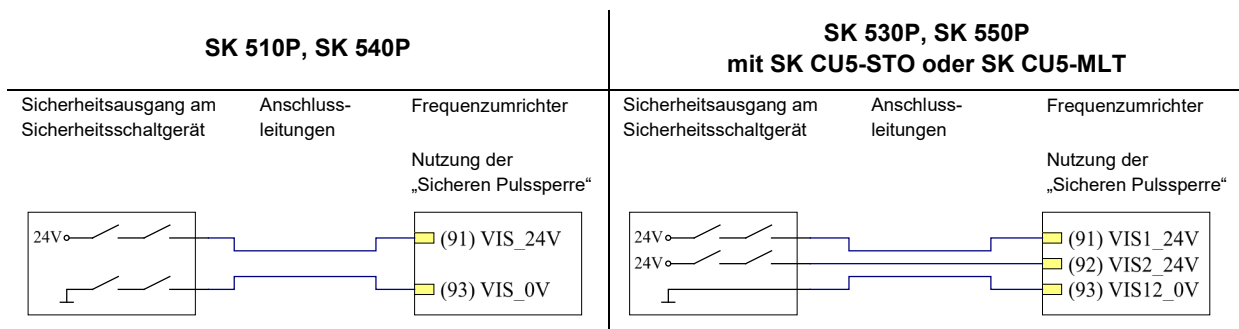 SK 510P, SK 540P
Sicherheitsausgang am
Sicherheitsschaltgerät
Anschluss-
leitungen
Frequenzumrichter
Nutzung der
„Sicheren Pulssperre“
24V
(91) VIS_24V
(93) VIS_0V
SK 530P, SK 550P
mit SK CU5-STO oder SK CU5-MLT
Sicherheitsausgang am
Sicherheitsschaltgerät
Anschluss-
leitungen
Frequenzumrichter
Nutzung der
„Sicheren Pulssperre“
24V
24V
(91) VIS1_24V
(92) VIS2_24V
(93) VIS12_0V